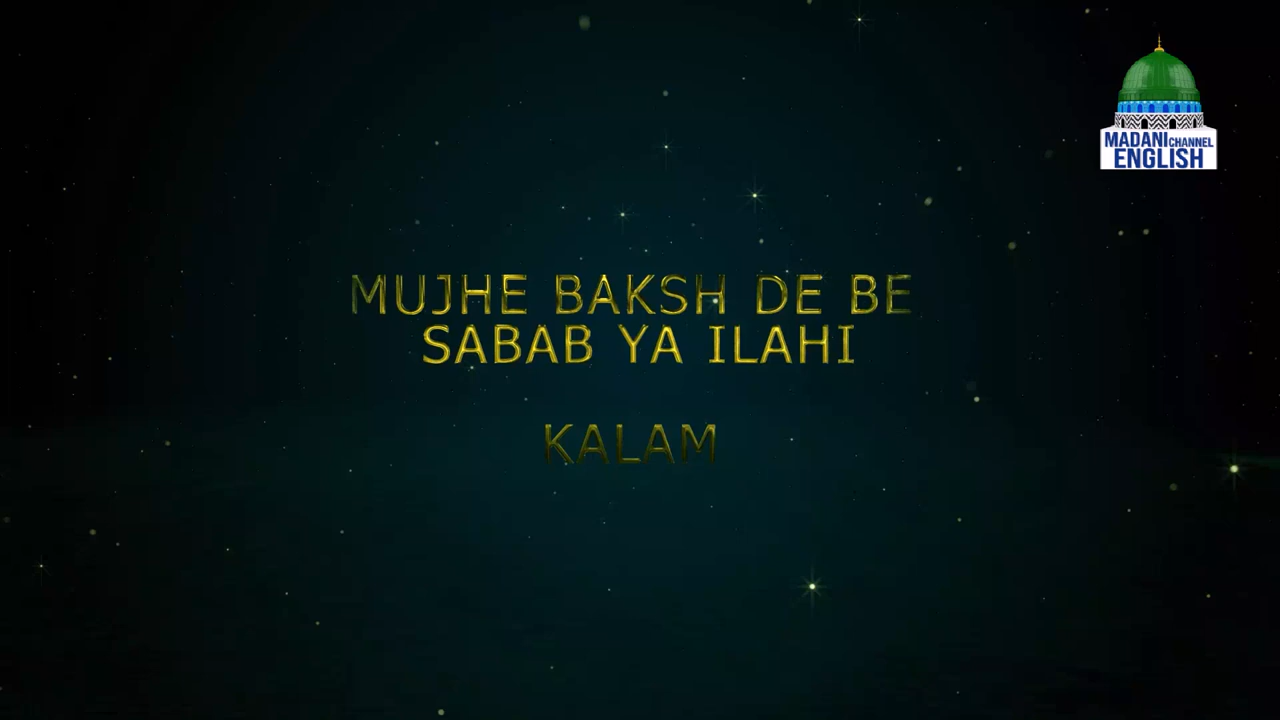 MADANI CHANNEL
ENGLISH
MUJHE BAKSH DE BE
SABAB YA ILAHI
KALAM